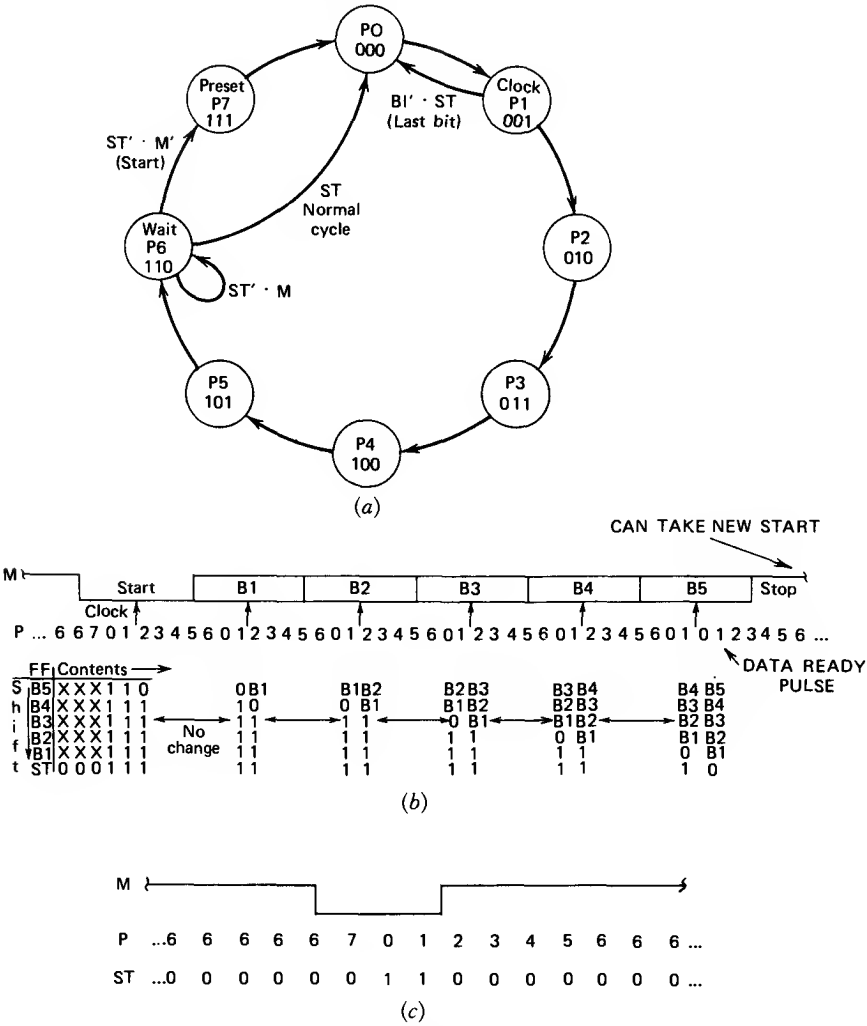 P0
000
Preset
P7
111
Clock
P1
001
BI' · ST
(Last bit)
ST' · M'
(Start)
ST
Normal
cycle
Wait
P6
110
P2
010
ST' · M
P5
101
P3
011
P4
100
(a)
CAN TAKE NEW START
M
Start B1 B2 B3 B4 B5 Stop
Clock
P ... 6 6 7 0 1 2 3 4 5 6 0 1 2 3 4 5 6 0 1 2 3 4 5 6 0 1 2 3 4 5 6 0 1 2 3 4 5 6 0 1 0 1 2 3 4 5 6 ...
DATA READY
PULSE
FF Contents
Shift
B5 X X X 1 1 0 0 B1 B1 B2 B2 B3 B3 B4 B4 B5
B4 X X X 1 1 1 1 0 0 B1 B1 B2 B2 B3 B3 B4
B3 X X X 1 1 1 No change 1 1 1 1 0 B1 B1 B2 B2 B3
B2 X X X 1 1 1 1 1 1 1 1 1 0 B1 B1 B2
B1 X X X 1 1 1 1 1 1 1 1 1 1 1 0 B1
ST 0 0 0 1 1 1 1 1 1 1 1 1 1 1 1 0
(b)
M
P ...6 6 6 6 6 7 0 1 2 3 4 5 6 6 6 ...
ST ...0 0 0 0 0 0 1 1 0 0 0 0 0 0 0 ...
(c)